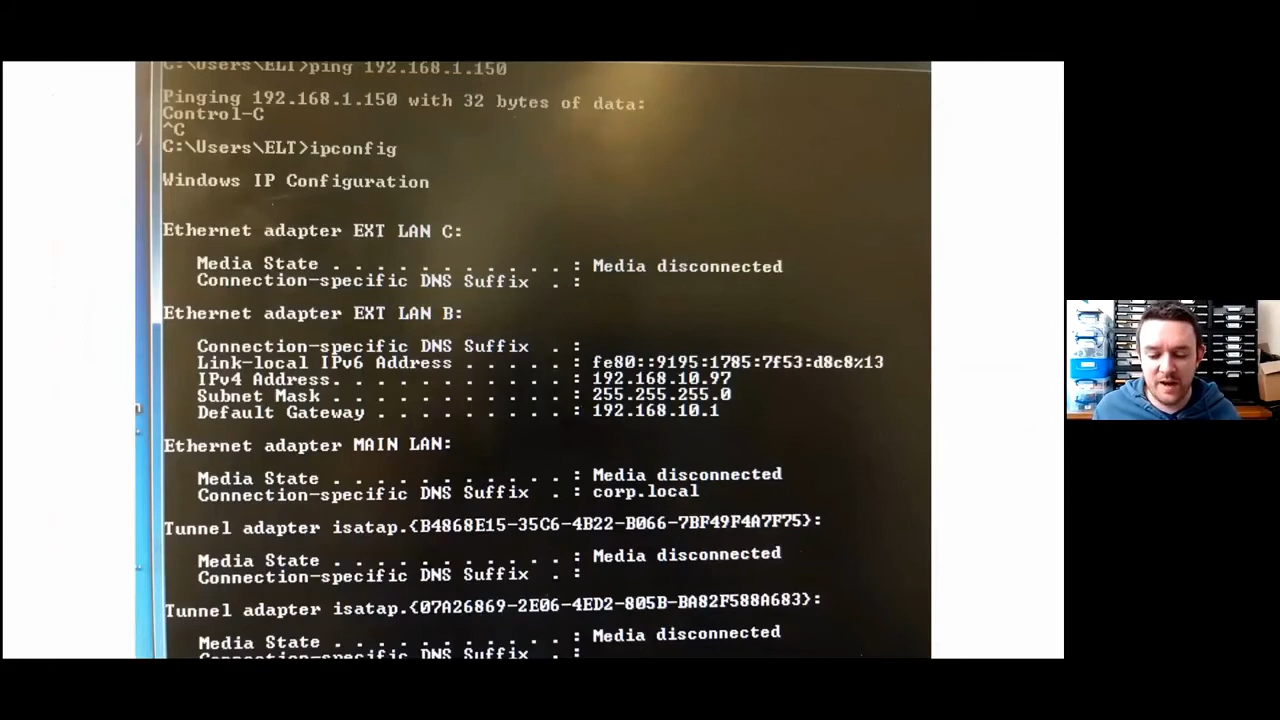 C:\Users\ELT>ping 192.168.1.150
Pinging 192.168.1.150 with 32 bytes of data:
Control-C
^C
C:\Users\ELT>ipconfig
Windows IP Configuration
Ethernet adapter EXT LAN C:
Media State . . . . . . . . . . . : Media disconnected
Connection-specific DNS Suffix . :
Ethernet adapter EXT LAN B:
Connection-specific DNS Suffix . :
Link-local IPv6 Address . . . . . : fe80::9195:1785:7f53:d8c8%13
IPv4 Address. . . . . . . . . . . : 192.168.10.97
Subnet Mask . . . . . . . . . . . : 255.255.255.0
Default Gateway . . . . . . . . . : 192.168.10.1
Ethernet adapter MAIN LAN:
Media State . . . . . . . . . . . : Media disconnected
Connection-specific DNS Suffix . : corp.local
Tunnel adapter isatap.{B4868E15-35C6-4B22-B066-7BF49F4A7F75}:
Media State . . . . . . . . . . . : Media disconnected
Connection-specific DNS Suffix . :
Tunnel adapter isatap.{07A26869-2E06-4ED2-805B-BA82F588A683}:
Media State . . . . . . . . . . . : Media disconnected
Connection-specific DNS Suffix . :